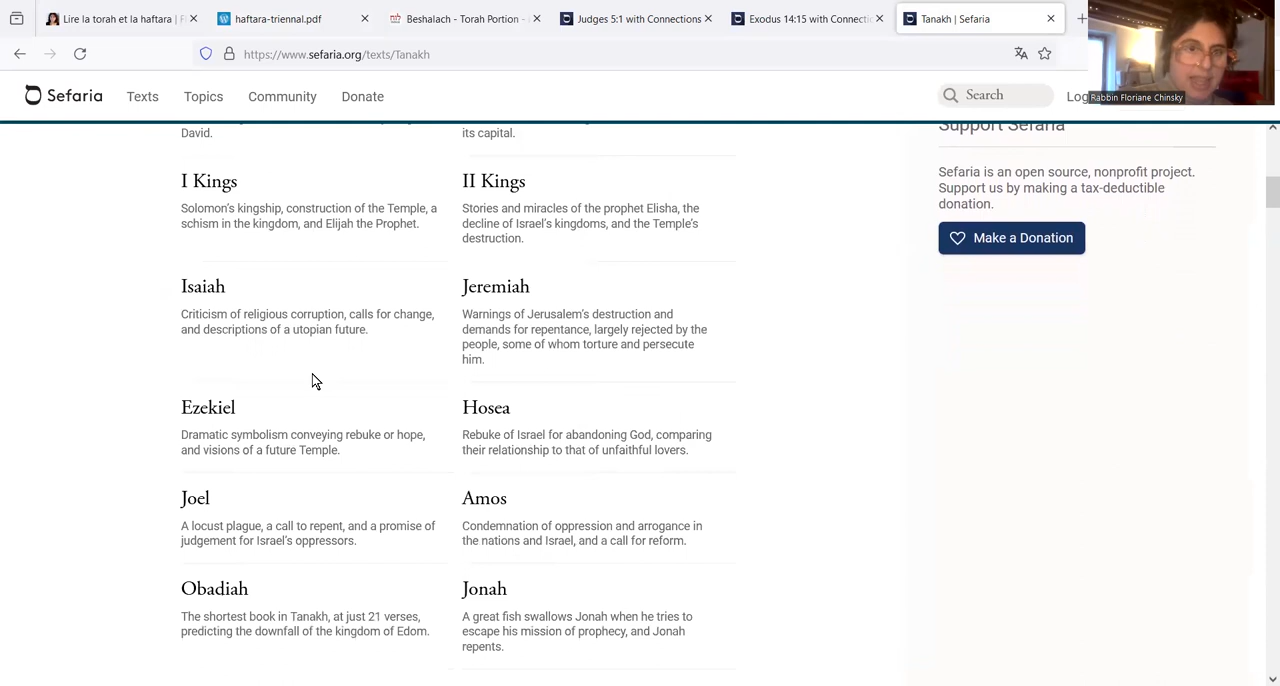 Lire la torah et la haftara |
haftara-triennal.pdf
Beshalach - Torah Portion -
Judges 5:1 with Connections
Exodus 14:15 with Connecti
Tanakh | Sefaria
https://www.sefaria.org/texts/Tanakh
Sefaria Texts Topics Community Donate Search Log
Rabbin Floriane Chinsky
David.
its capital.
Support Sefaria
Sefaria is an open source, nonprofit project.
Support us by making a tax-deductible
donation.
Make a Donation
I Kings
Solomon's kingship, construction of the Temple, a
schism in the kingdom, and Elijah the Prophet.
II Kings
Stories and miracles of the prophet Elisha, the
decline of Israel's kingdoms, and the Temple's
destruction.
Isaiah
Criticism of religious corruption, calls for change,
and descriptions of a utopian future.
Jeremiah
Warnings of Jerusalem's destruction and
demands for repentance, largely rejected by the
people, some of whom torture and persecute
him.
Ezekiel
Dramatic symbolism conveying rebuke or hope,
and visions of a future Temple.
Hosea
Rebuke of Israel for abandoning God, comparing
their relationship to that of unfaithful lovers.
Joel
A locust plague, a call to repent, and a promise of
judgement for Israel's oppressors.
Amos
Condemnation of oppression and arrogance in
the nations and Israel, and a call for reform.
Obadiah
The shortest book in Tanakh, at just 21 verses,
predicting the downfall of the kingdom of Edom.
Jonah
A great fish swallows Jonah when he tries to
escape his mission of prophecy, and Jonah
repents.